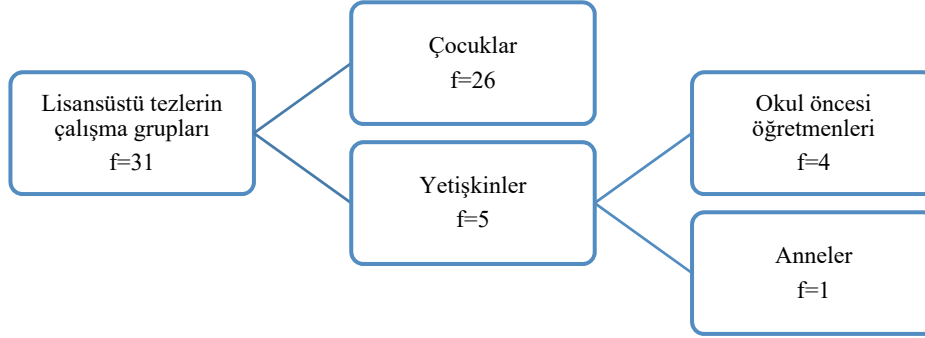 Lisansüstü tezlerin
çalışma grupları
f=31
Çocuklar
f=26
Yetişkinler
f=5
Okul öncesi
öğretmenleri
f=4
Anneler
f=1